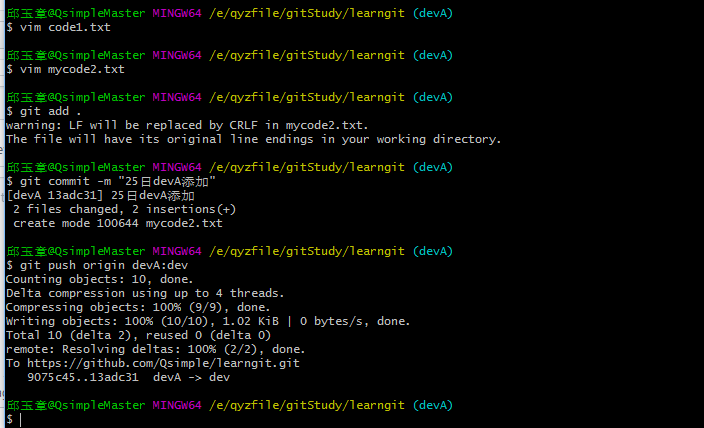 邱玉章@QsimpleMaster MINGW64 /e/qyzfile/gitStudy/learngit (devA)
$ vim code1.txt
邱玉章@QsimpleMaster MINGW64 /e/qyzfile/gitStudy/learngit (devA)
$ vim mycode2.txt
邱玉章@QsimpleMaster MINGW64 /e/qyzfile/gitStudy/learngit (devA)
$ git add .
warning: LF will be replaced by CRLF in mycode2.txt.
The file will have its original line endings in your working directory.
邱玉章@QsimpleMaster MINGW64 /e/qyzfile/gitStudy/learngit (devA)
$ git commit -m "25日devA添加"
[devA 13adc31] 25日devA添加
 2 files changed, 2 insertions(+)
 create mode 100644 mycode2.txt
邱玉章@QsimpleMaster MINGW64 /e/qyzfile/gitStudy/learngit (devA)
$ git push origin devA:dev
Counting objects: 10, done.
Delta compression using up to 4 threads.
Compressing objects: 100% (9/9), done.
Writing objects: 100% (10/10), 1.02 KiB | 0 bytes/s, done.
Total 10 (delta 2), reused 0 (delta 0)
remote: Resolving deltas: 100% (2/2), done.
To https://github.com/Qsimple/learngit.git
   9075c45..13adc31  devA -> dev
邱玉章@QsimpleMaster MINGW64 /e/qyzfile/gitStudy/learngit (devA)
$